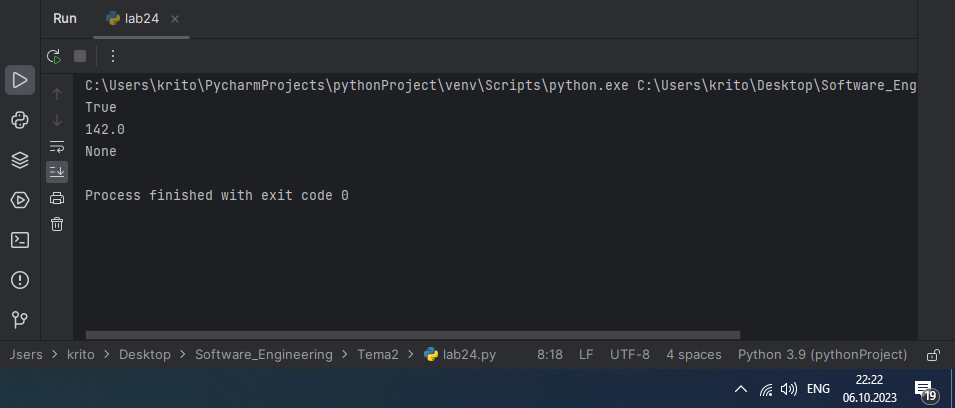 Run lab24
C:\Users\krito\PycharmProjects\pythonProject\venv\Scripts\python.exe C:\Users\krito\Desktop\Software_Eng
True
142.0
None
Process finished with exit code 0
Jsers > krito > Desktop > Software_Engineering > Tema2 > lab24.py 8:18 LF UTF-8 4 spaces Python 3.9 (pythonProject)
ENG 22:22
06.10.2023 19